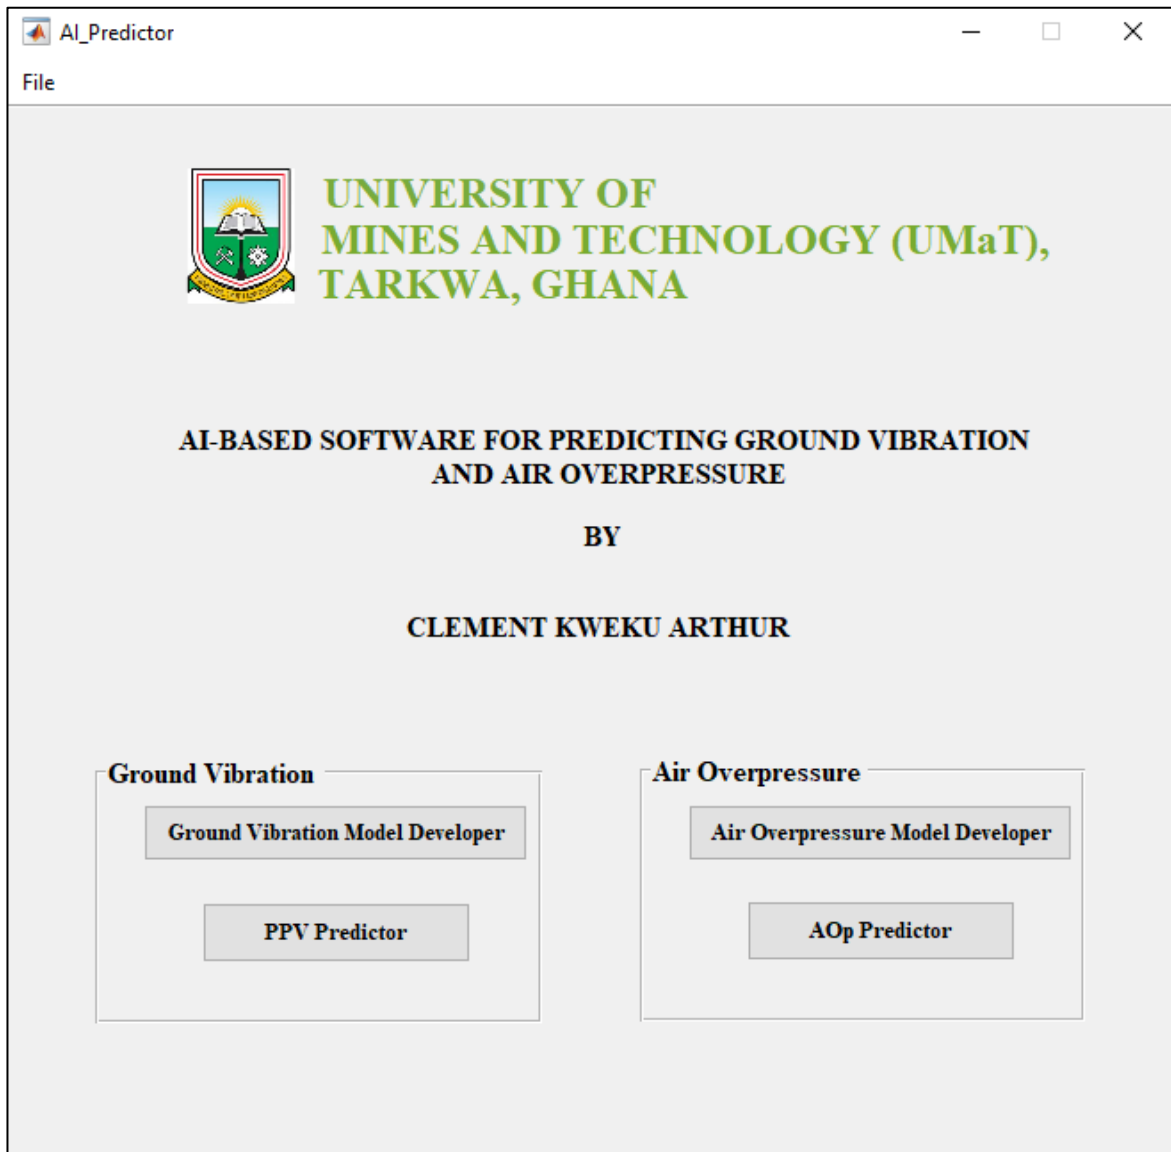 AI_Predictor
File
UNIVERSITY OF
MINES AND TECHNOLOGY (UMaT),
TARKWA, GHANA
AI-BASED SOFTWARE FOR PREDICTING GROUND VIBRATION
AND AIR OVERPRESSURE
BY
CLEMENT KWEKU ARTHUR
Ground Vibration
Ground Vibration Model Developer
PPV Predictor
Air Overpressure
Air Overpressure Model Developer
AOp Predictor